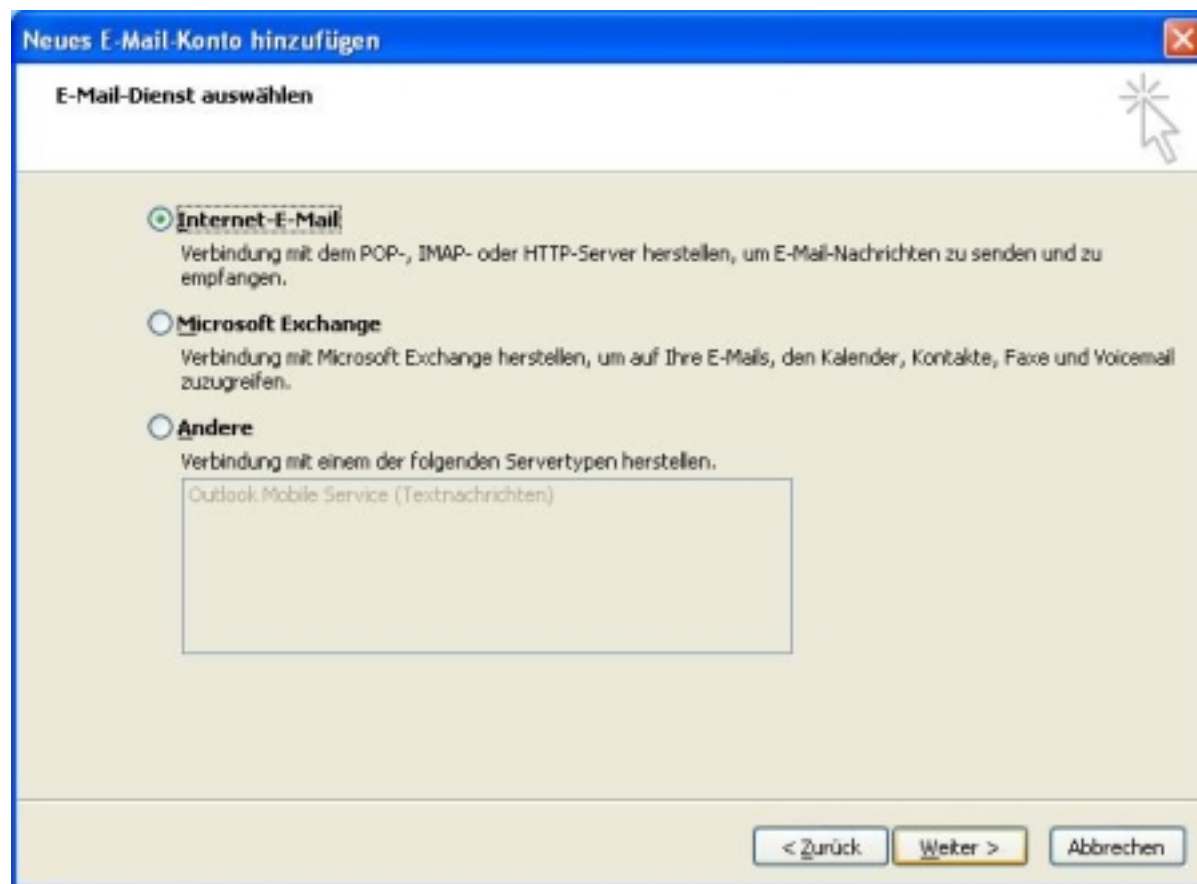 Neues E-Mail-Konto hinzufügen
E-Mail-Dienst auswählen
Internet-E-Mail
Verbindung mit dem POP-, IMAP- oder HTTP-Server herstellen, um E-Mail-Nachrichten zu senden und zu
empfangen.
Microsoft Exchange
Verbindung mit Microsoft Exchange herstellen, um auf Ihre E-Mails, den Kalender, Kontakte, Faxe und Voicemail
zuzugreifen.
Andere
Verbindung mit einem der folgenden Servertypen herstellen.
Outlook Mobile Service (Textnachrichten)
< Zurück Weiter > Abbrechen